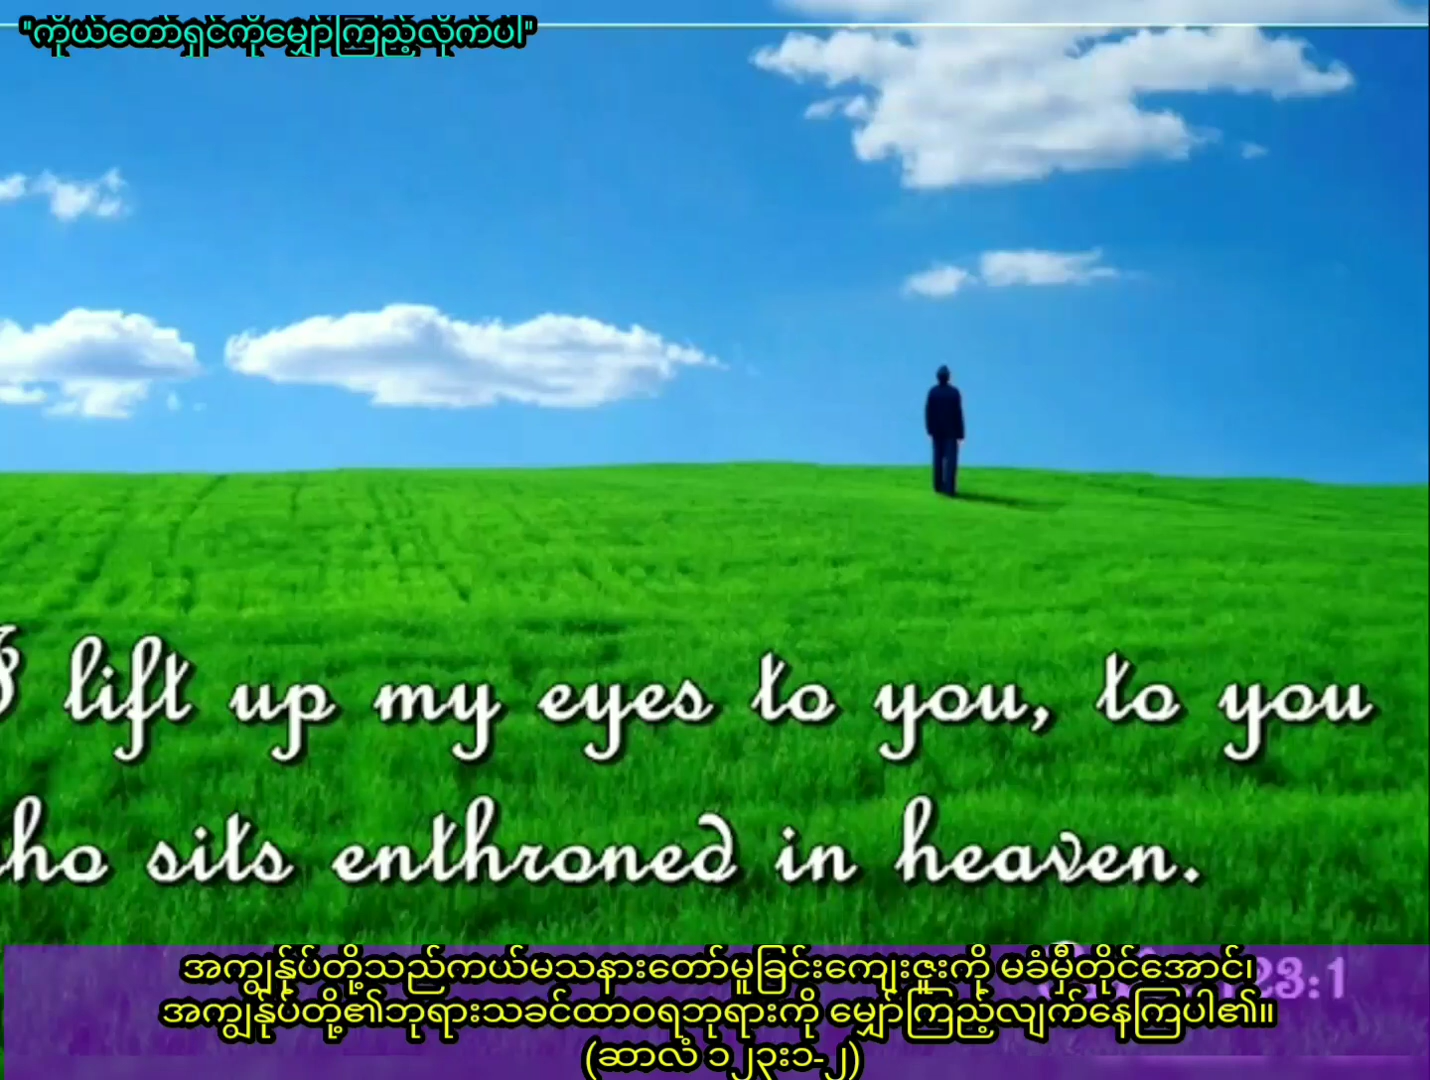 "ကိုယ်တော်ရှင်ကိုမျှော်ကြည့်လိုက်ပါ"
lift up my eyes to you, to you
who sits enthroned in heaven.
23:1
အကျွန်ုပ်တို့သည်ကယ်မသနားတော်မူခြင်းကျေးဇူးကို မခံမှီတိုင်အောင်၊
အကျွန်ုပ်တို့၏ဘုရားသခင်ထာဝရဘုရားကို မျှော်ကြည့်လျက်နေကြပါ၏။
(ဆာလံ ၁၂၃း၁-၂)